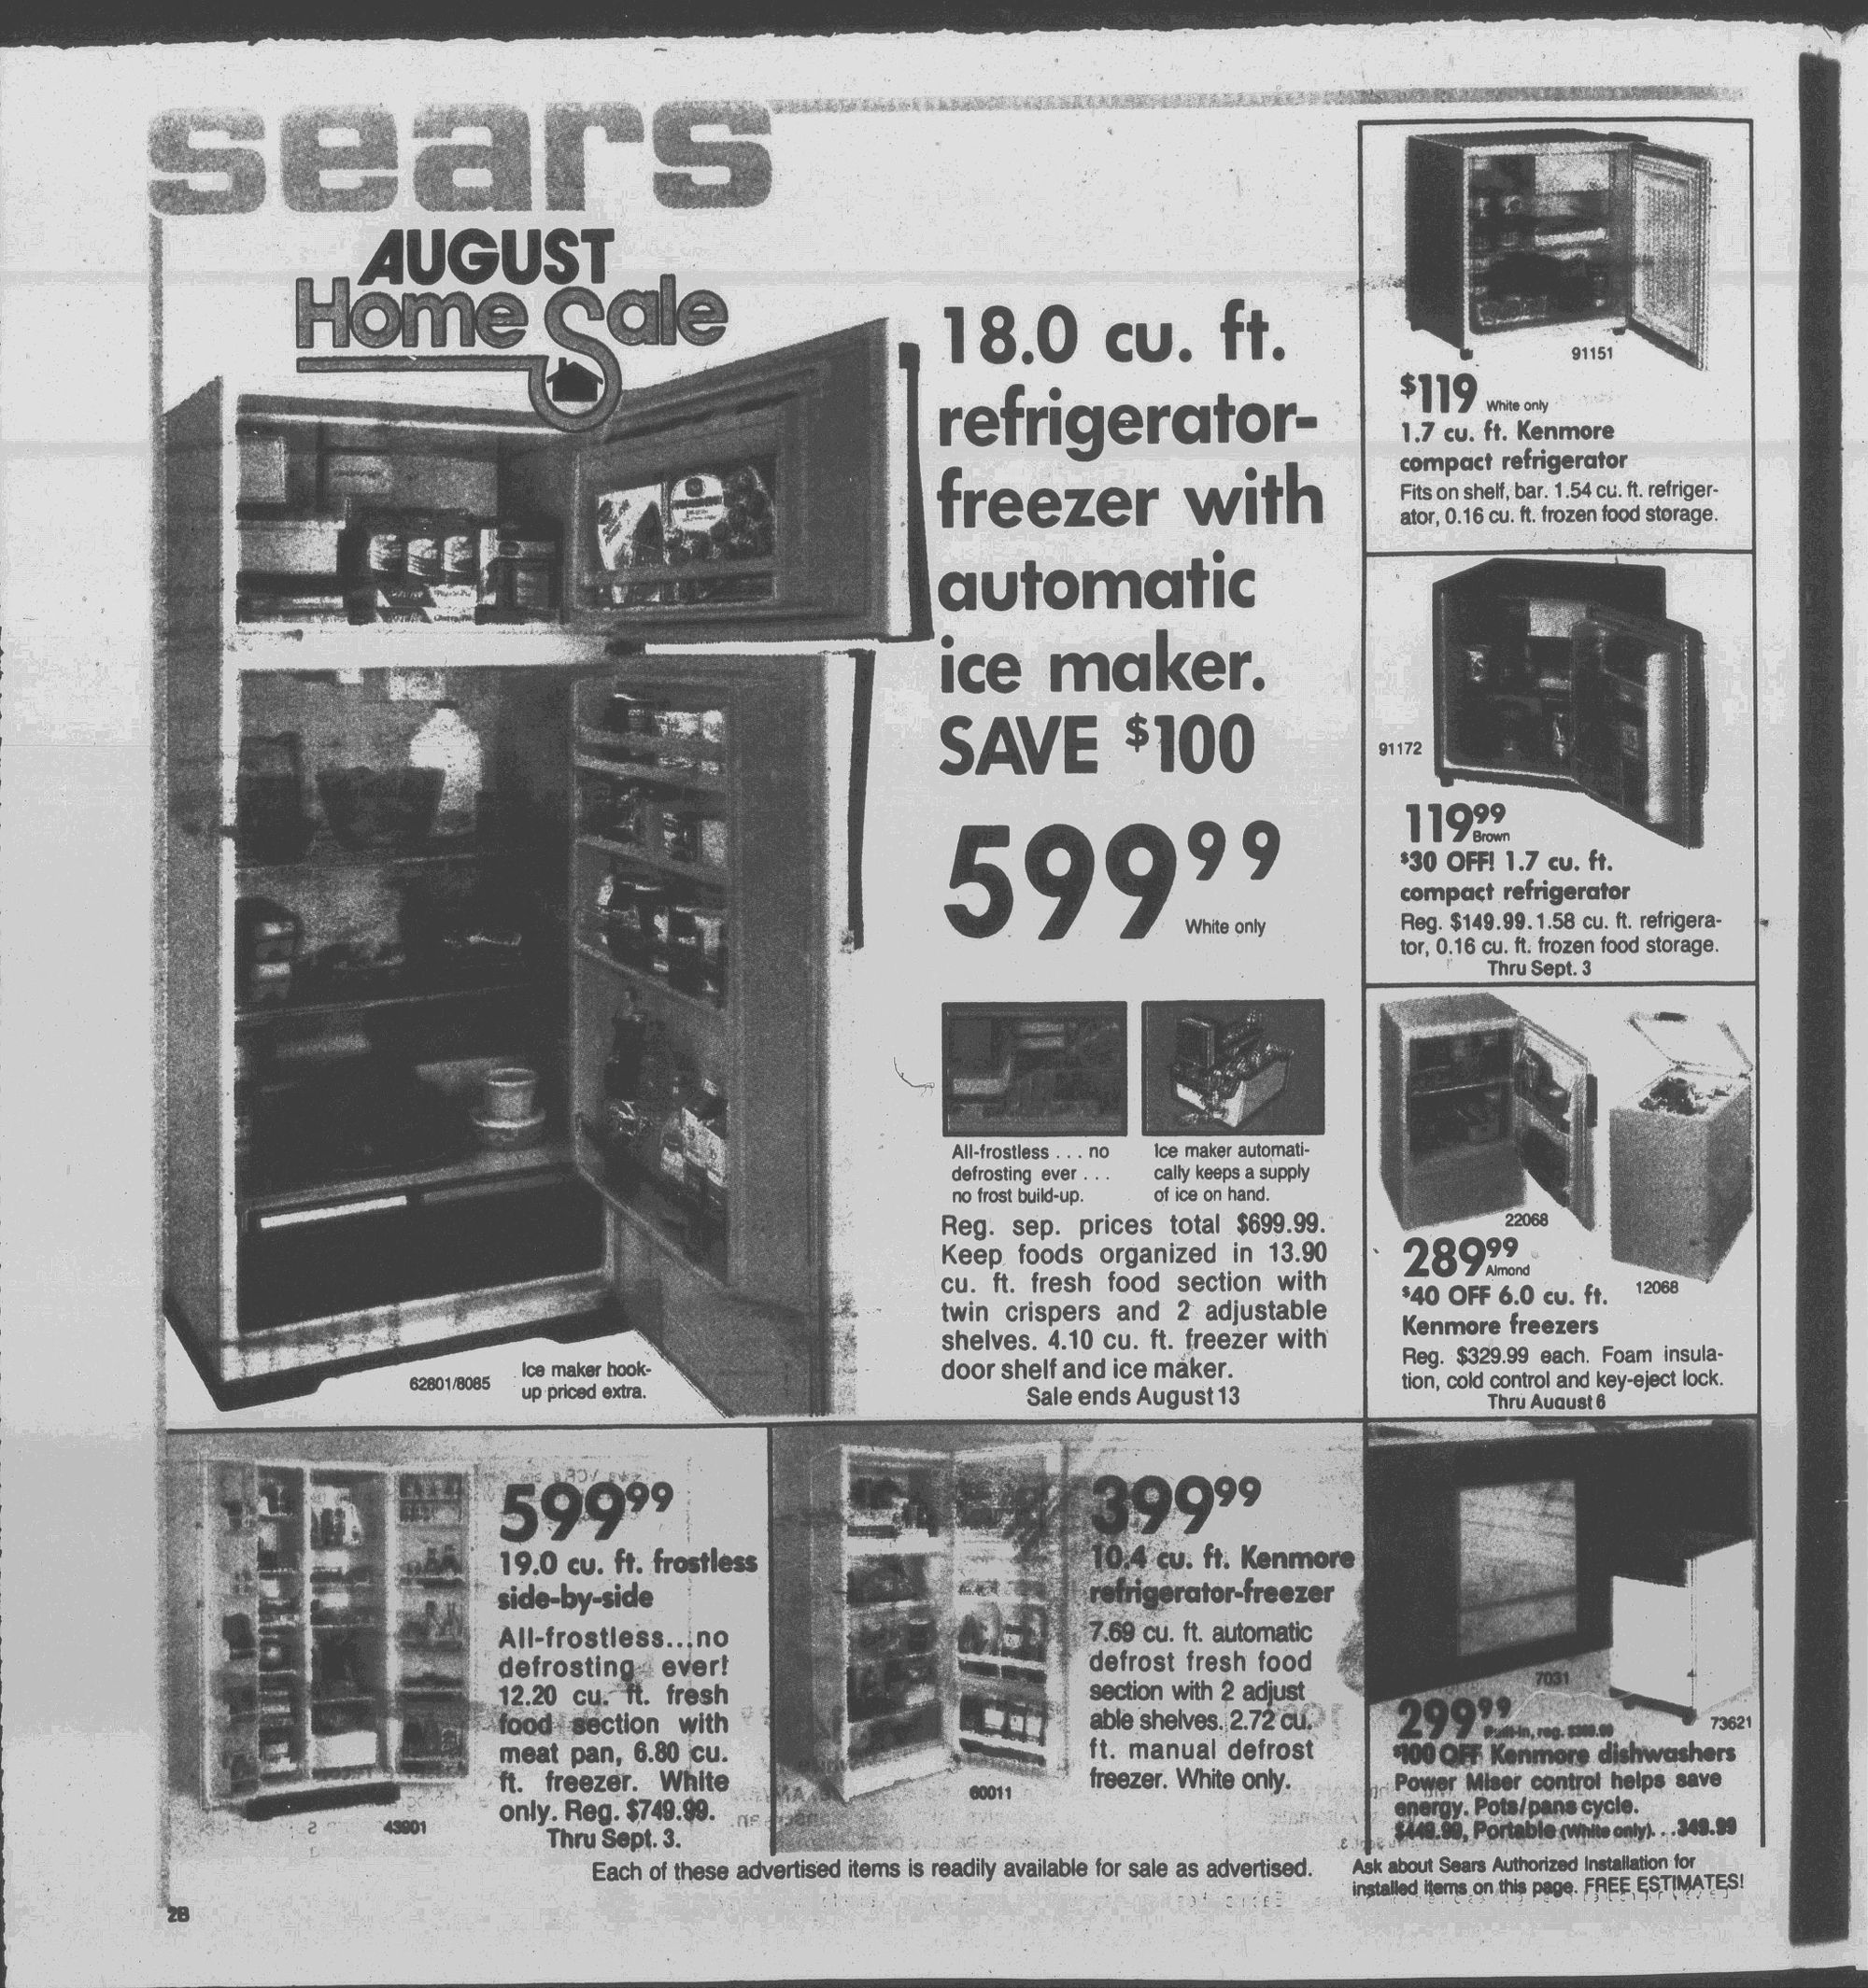 sears
AUGUST
Home Sale
18.0 cu. ft.
refrigerator-
freezer with
automatic
ice maker.
SAVE $100
599 99
White only
All-frostless . . . no
defrosting ever . . .
no frost build-up.
Ice maker automati-
cally keeps a supply
of ice on hand.
Reg. sep. prices total $699.99.
Keep foods organized in 13.90
cu. ft. fresh food section with
twin crispers and 2 adjustable
shelves. 4.10 cu. ft. freezer with
door shelf and ice maker.
Sale ends August 13
62801/8085
Ice maker hook-
up priced extra.
91151
$119 White only
1.7 cu. ft. Kenmore
compact refrigerator
Fits on shelf, bar. 1.54 cu. ft. refriger-
ator, 0.16 cu. ft. frozen food storage.
91172
119 99
Brown
$30 OFF! 1.7 cu. ft.
compact refrigerator
Reg. $149.99. 1.58 cu. ft. refrigera-
tor, 0.16 cu. ft. frozen food storage.
Thru Sept. 3
22068
12068
289 99
Almond
$40 OFF 6.0 cu. ft.
Kenmore freezers
Reg. $329.99 each. Foam insula-
tion, cold control and key-eject lock.
Thru August 6
599 99
19.0 cu. ft. frostless
side-by-side
All-frostless...no
defrosting ever!
12.20 cu. ft. fresh
food section with
meat pan, 6.80 cu.
ft. freezer. White
only. Reg. $749.99.
Thru Sept. 3.
43901
399 99
10.4 cu. ft. Kenmore
refrigerator-freezer
7.69 cu. ft. automatic
defrost fresh food
section with 2 adjust
able shelves. 2.72 cu.
ft. manual defrost
freezer. White only.
60011
7031
73621
299 99
Built-in, reg.
$100 OFF Kenmore dishwashers
Power Miser control helps save
energy. Pots/pans cycle.
$449.99, Portable (White only). . .349.99
Each of these advertised items is readily available for sale as advertised.
Ask about Sears Authorized Installation for
installed items on this page. FREE ESTIMATES!
28